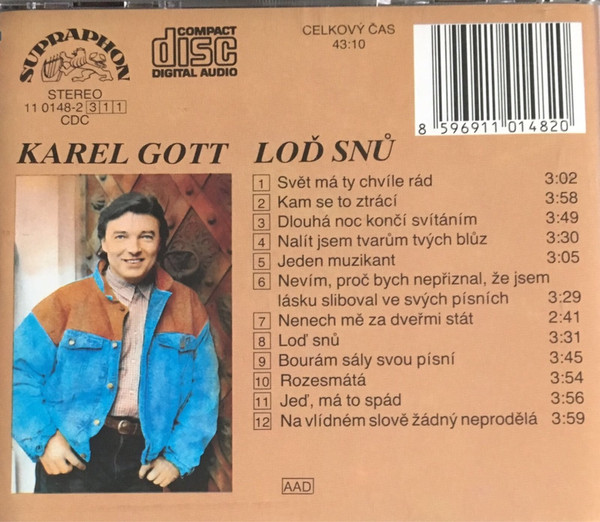 SUPRAPHON
STEREO
11 0148-2 311
CDC
COMPACT
disc
DIGITAL AUDIO
CELKOVÝ ČAS
43:10
8 596911 014820
KAREL GOTT LOĎ SNŮ
1 Svět má ty chvíle rád 3:02
2 Kam se to ztrácí 3:58
3 Dlouhá noc končí svítáním 3:49
4 Nalít jsem tvarům tvých blůz 3:30
5 Jeden muzikant 3:05
6 Nevím, proč bych nepřiznal, že jsem
lásku sliboval ve svých písních 3:29
7 Nenech mě za dveřmi stát 2:41
8 Loď snů 3:31
9 Bourám sály svou písní 3:45
10 Rozesmátá 3:54
11 Jeď, má to spád 3:56
12 Na vlídném slově žádný neprodělá 3:59
AAD